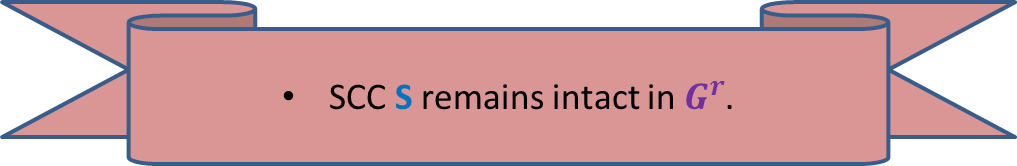 • SCC S remains intact in Gʳ.